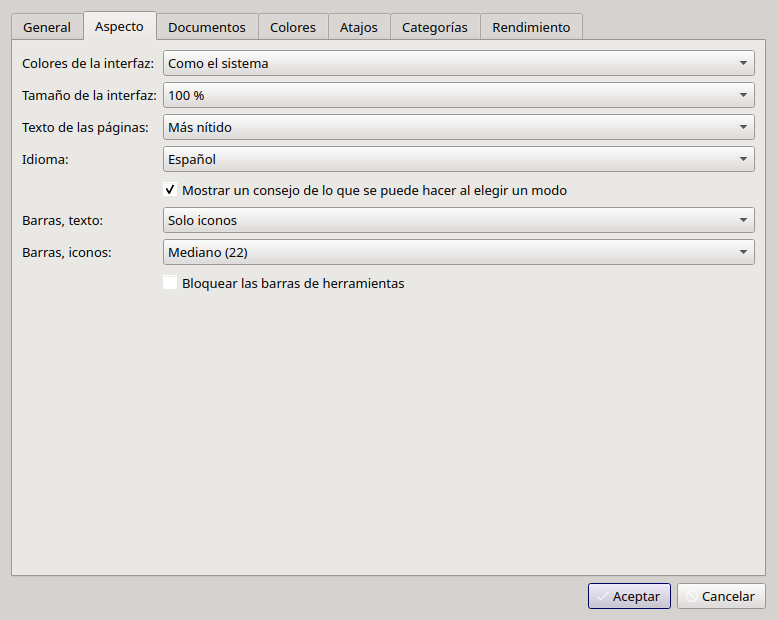 General Aspecto Documentos Colores Atajos Categorías Rendimiento
Colores de la interfaz: Como el sistema
Tamaño de la interfaz: 100 %
Texto de las páginas: Más nítido
Idioma: Español
Mostrar un consejo de lo que se puede hacer al elegir un modo
Barras, texto: Solo iconos
Barras, iconos: Mediano (22)
Bloquear las barras de herramientas
Aceptar Cancelar